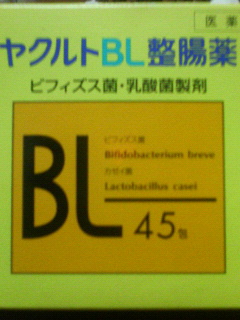 医薬
ヤクルトBL整腸薬
ビフィズス菌・乳酸菌製剤
ビフィズス菌
Bifidobacterium breve
カゼイ菌
Lactobacillus casei
BL
45包